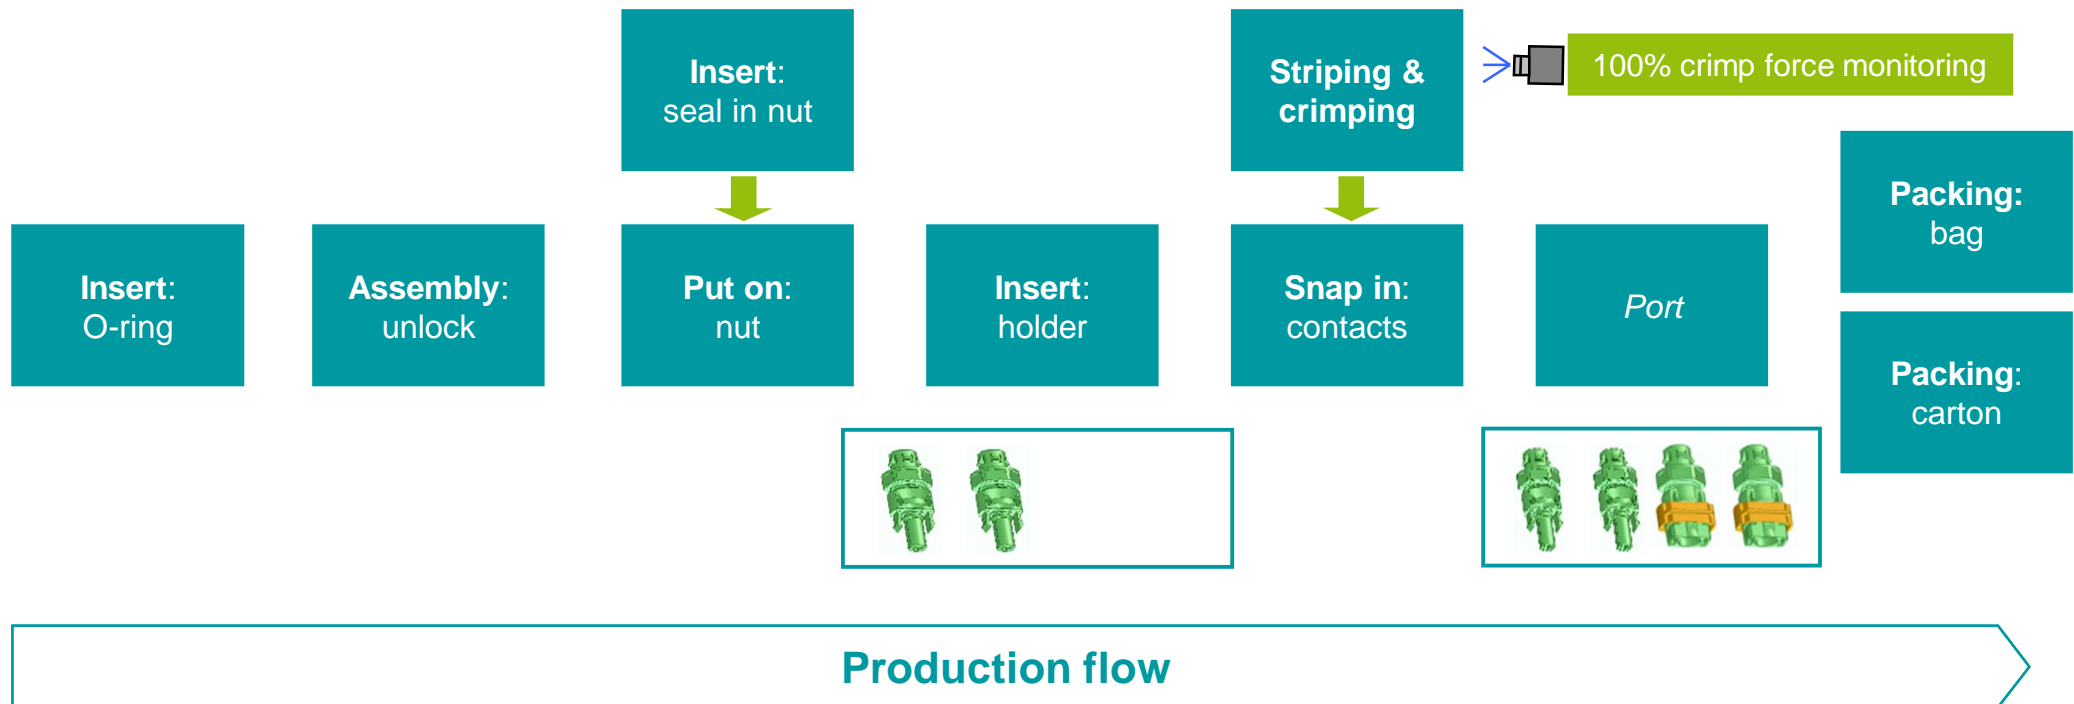 Insert:
seal in nut
Striping &
crimping
100% crimp force monitoring
Packing:
bag
Insert:
O-ring
Assembly:
unlock
Put on:
nut
Insert:
holder
Snap in:
contacts
Port
Packing:
carton
Production flow